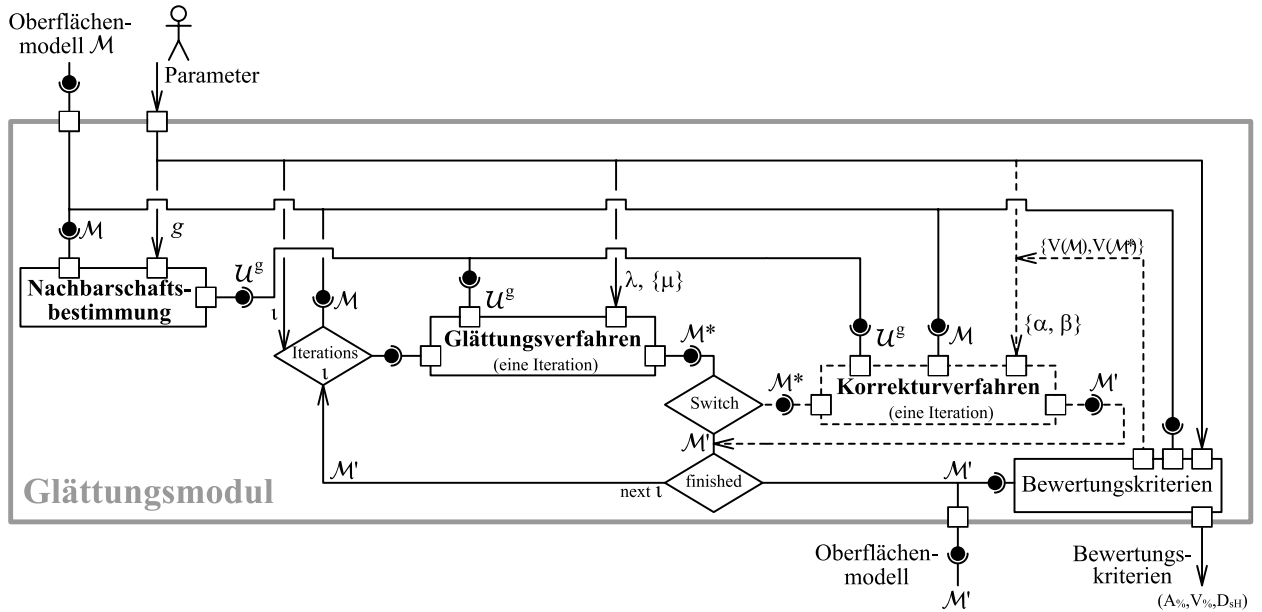 Oberflächen-
modell M
Parameter
M
g
{V(M),V(M*)}
Nachbarschafts-
bestimmung
U^g
ι
M
U^g
λ, {μ}
{α, β}
Iterations
ι
Glättungsverfahren
(eine Iteration)
M*
U^g
M
Switch
M*
Korrekturverfahren
(eine Iteration)
M'
M'
M'
next ι
finished
M'
Bewertungskriterien
Glättungsmodul
Oberflächen-
modell
M'
Bewertungs-
kriterien
(A%,V%,DsH)